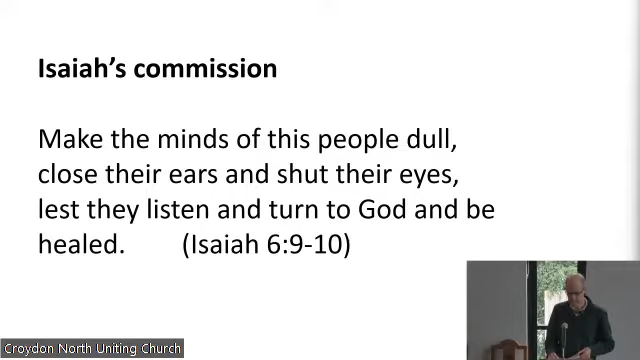 Isaiah's commission
Make the minds of this people dull,
close their ears and shut their eyes,
lest they listen and turn to God and be
healed. (Isaiah 6:9-10)
Croydon North Uniting Church